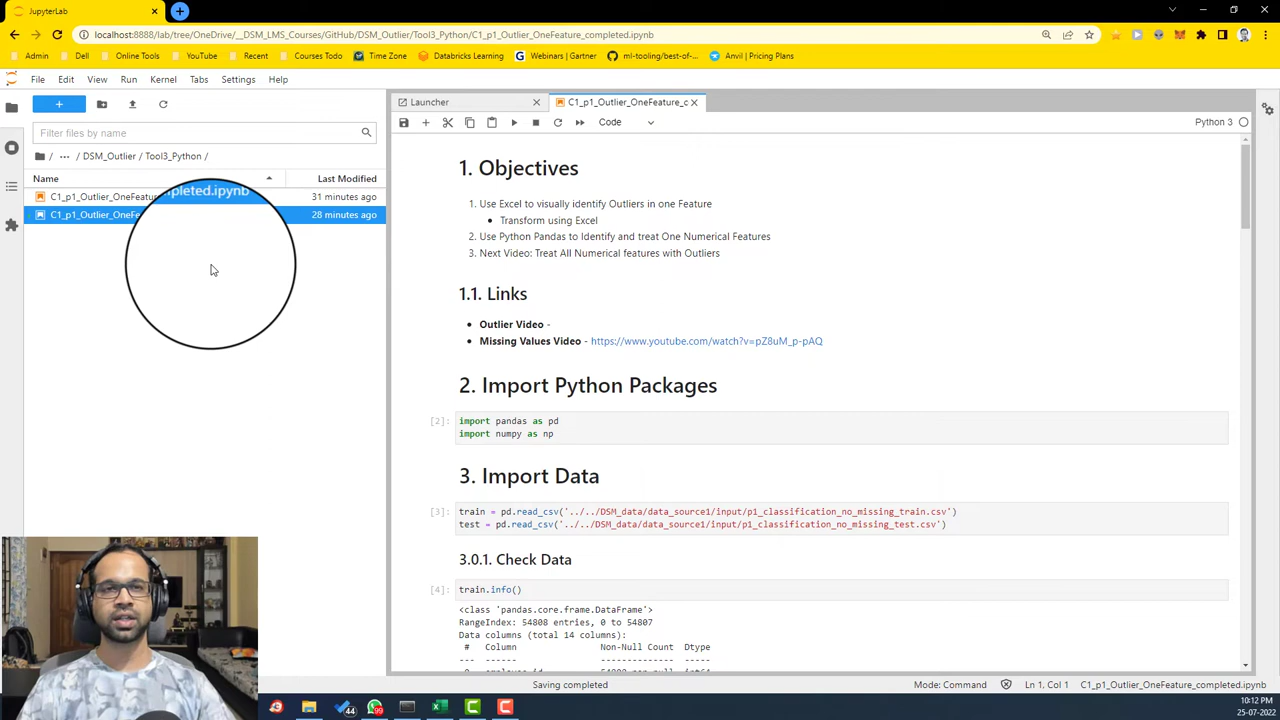 JupyterLab
localhost:8888/lab/tree/OneDrive/__DSM_LMS_Courses/GitHub/DSM_Outlier/Tool3_Python/C1_p1_Outlier_OneFeature_completed.ipynb
Admin Dell Online Tools YouTube Recent Courses Todo Time Zone Databricks Learning Webinars | Gartner ml-tooling/best-of-... Anvil | Pricing Plans
File Edit View Run Kernel Tabs Settings Help
Launcher C1_p1_Outlier_OneFeature_c
Filter files by name
Code
Python 3
/ ... / DSM_Outlier / Tool3_Python /
Name Last Modified
C1_p1_Outlier_OneFeatur 31 minutes ago
pleted.ipynb
C1_p1_Outlier_OneFe 28 minutes ago
1. Objectives
1. Use Excel to visually identify Outliers in one Feature
• Transform using Excel
2. Use Python Pandas to Identify and treat One Numerical Features
3. Next Video: Treat All Numerical features with Outliers
1.1. Links
• Outlier Video -
• Missing Values Video - https://www.youtube.com/watch?v=pZ8uM_p-pAQ
2. Import Python Packages
[2]: import pandas as pd
import numpy as np
3. Import Data
[3]: train = pd.read_csv('../../DSM_data/data_source1/input/p1_classification_no_missing_train.csv')
test = pd.read_csv('../../DSM_data/data_source1/input/p1_classification_no_missing_test.csv')
3.0.1. Check Data
[4]: train.info()
<class 'pandas.core.frame.DataFrame'>
RangeIndex: 54808 entries, 0 to 54807
Data columns (total 14 columns):
# Column Non-Null Count Dtype
--- ------ -------------- -----
Saving completed Mode: Command Ln 1, Col 1 C1_p1_Outlier_OneFeature_completed.ipynb
44 99
10:12 PM
25-07-2022